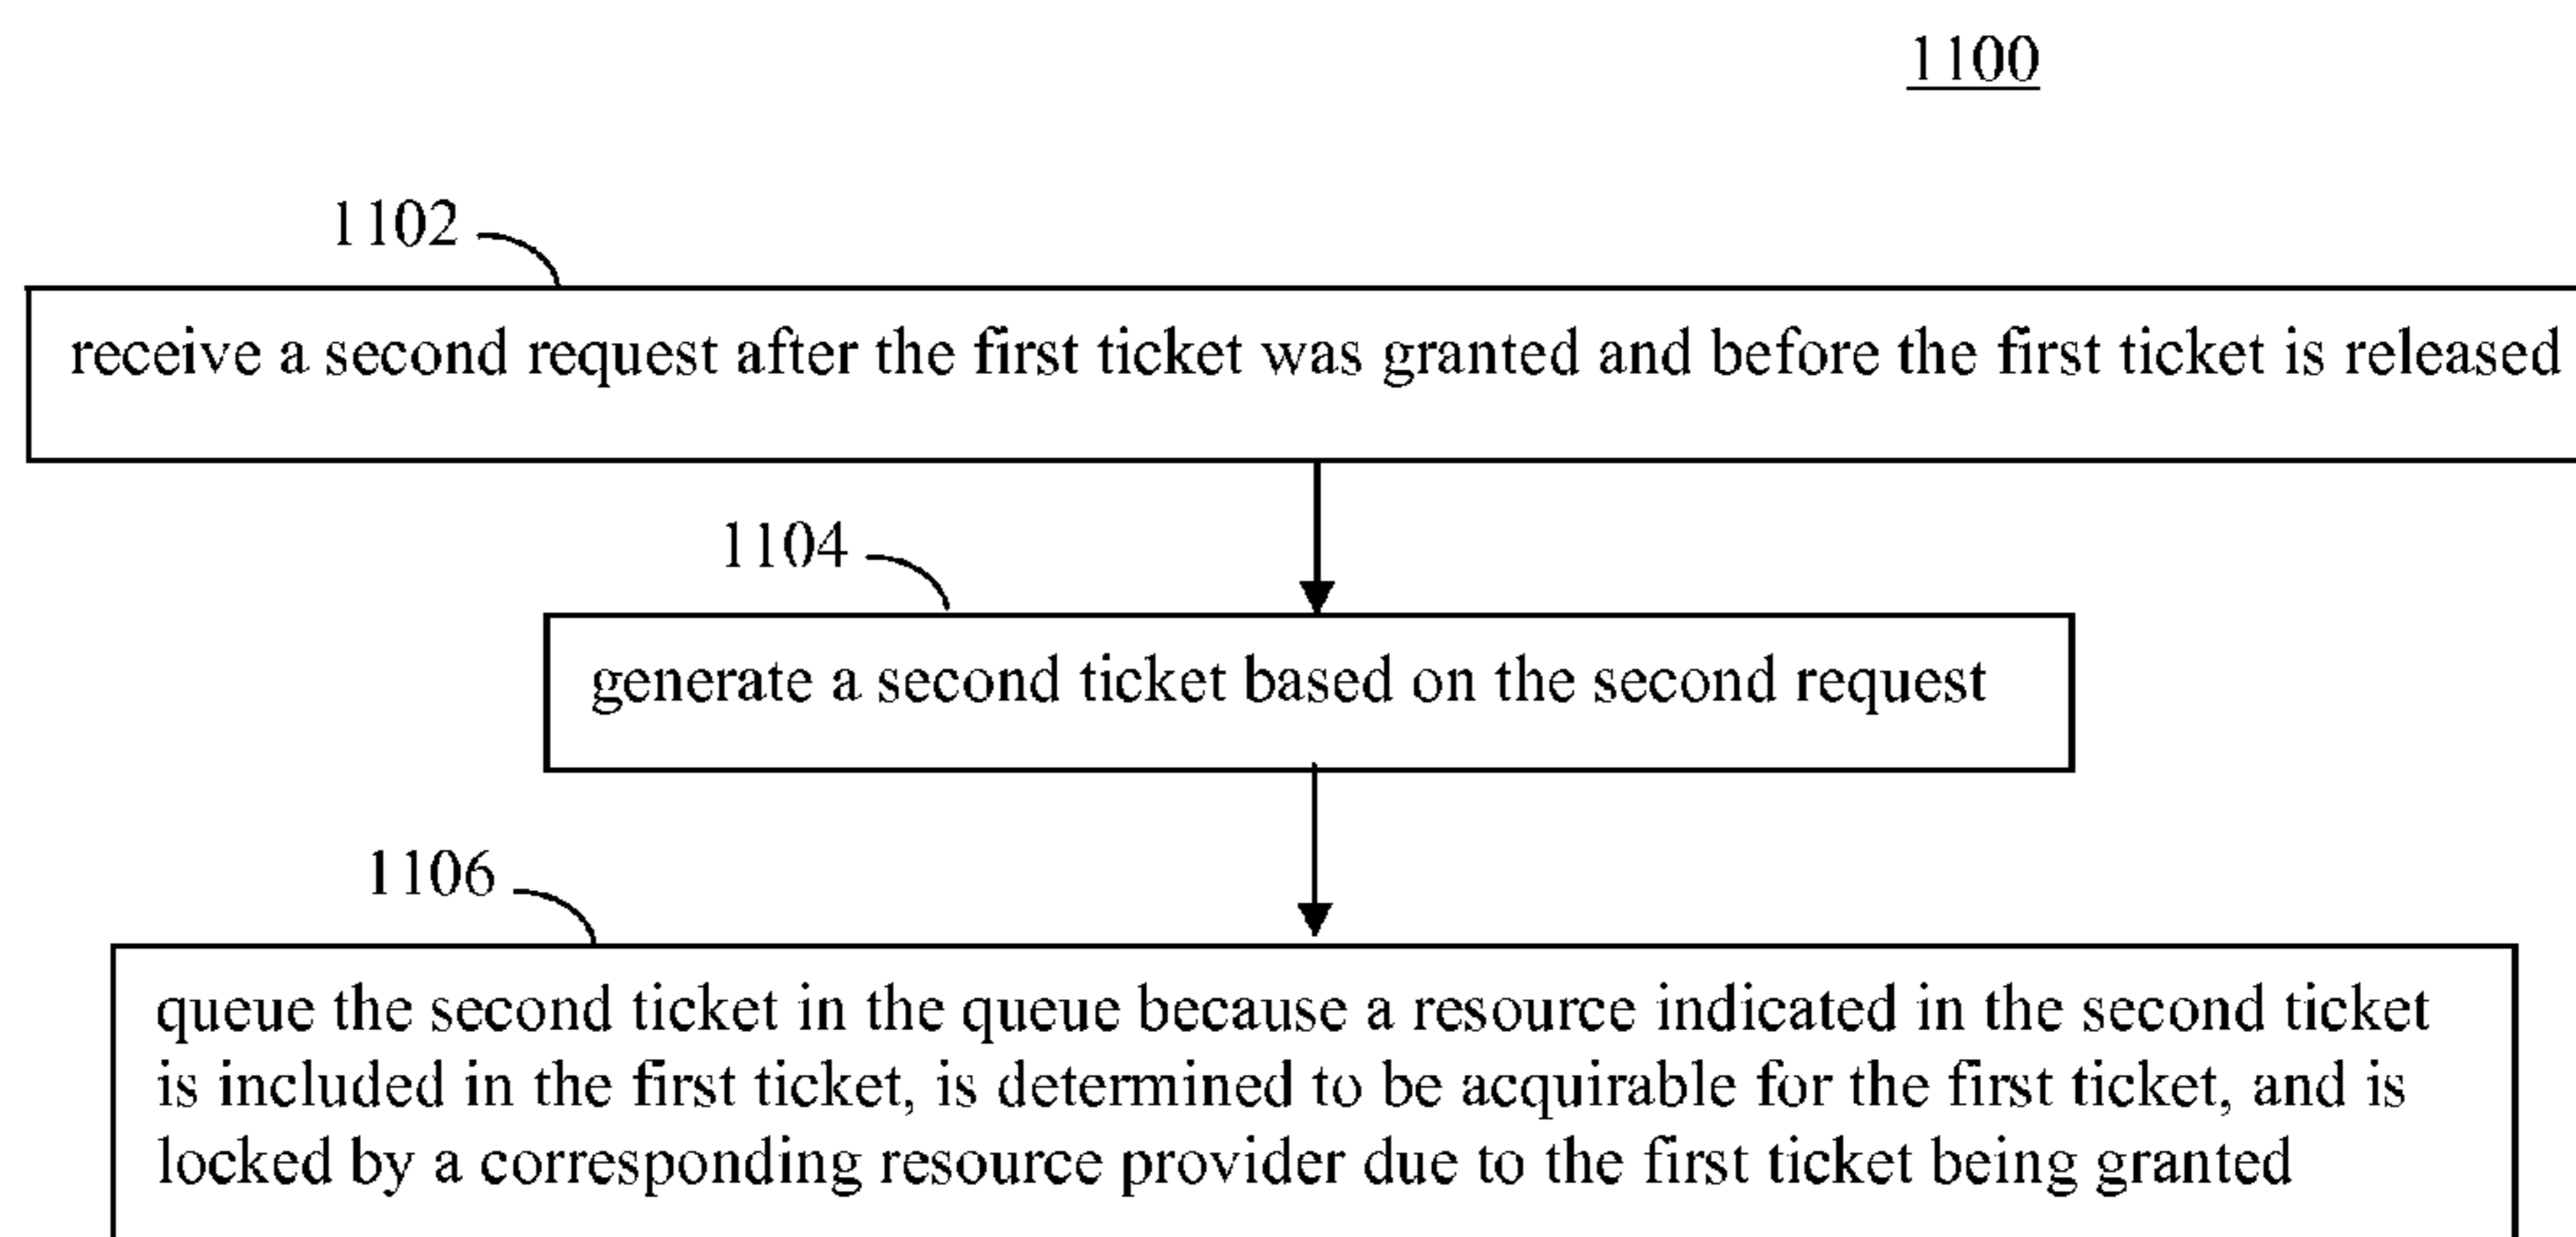 1100
1102
receive a second request after the first ticket was granted and before the first ticket is released
1104
generate a second ticket based on the second request
1106
queue the second ticket in the queue because a resource indicated in the second ticket
is included in the first ticket, is determined to be acquirable for the first ticket, and is
locked by a corresponding resource provider due to the first ticket being granted